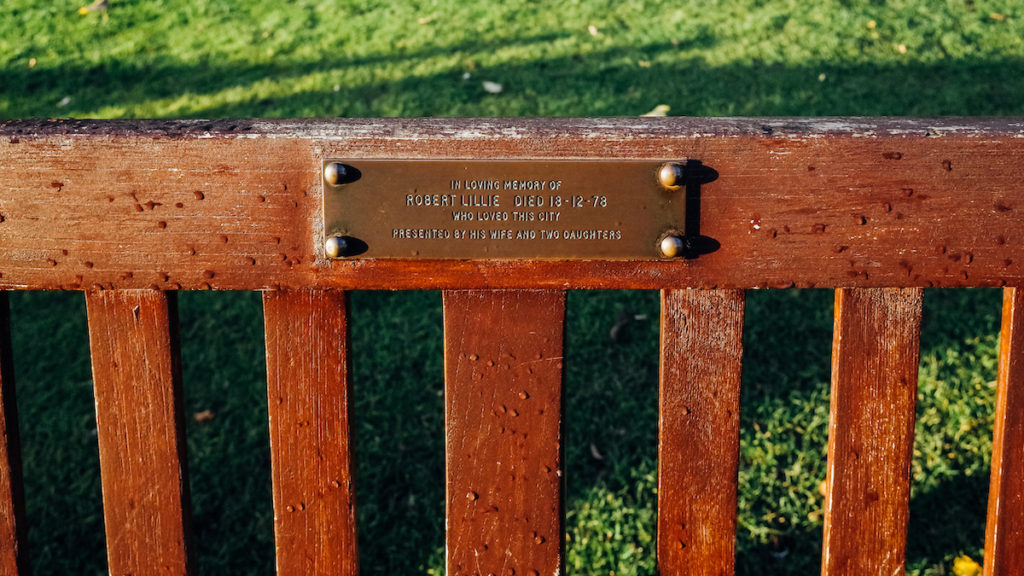 IN LOVING MEMORY OF
ROBERT LILLIE DIED 18-12-78
WHO LOVED THIS CITY
PRESENTED BY HIS WIFE AND TWO DAUGHTERS